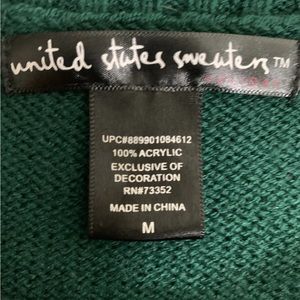 united states sweaters™
UPC#889901084612
100% ACRYLIC
EXCLUSIVE OF
DECORATION
RN#73352
MADE IN CHINA
M